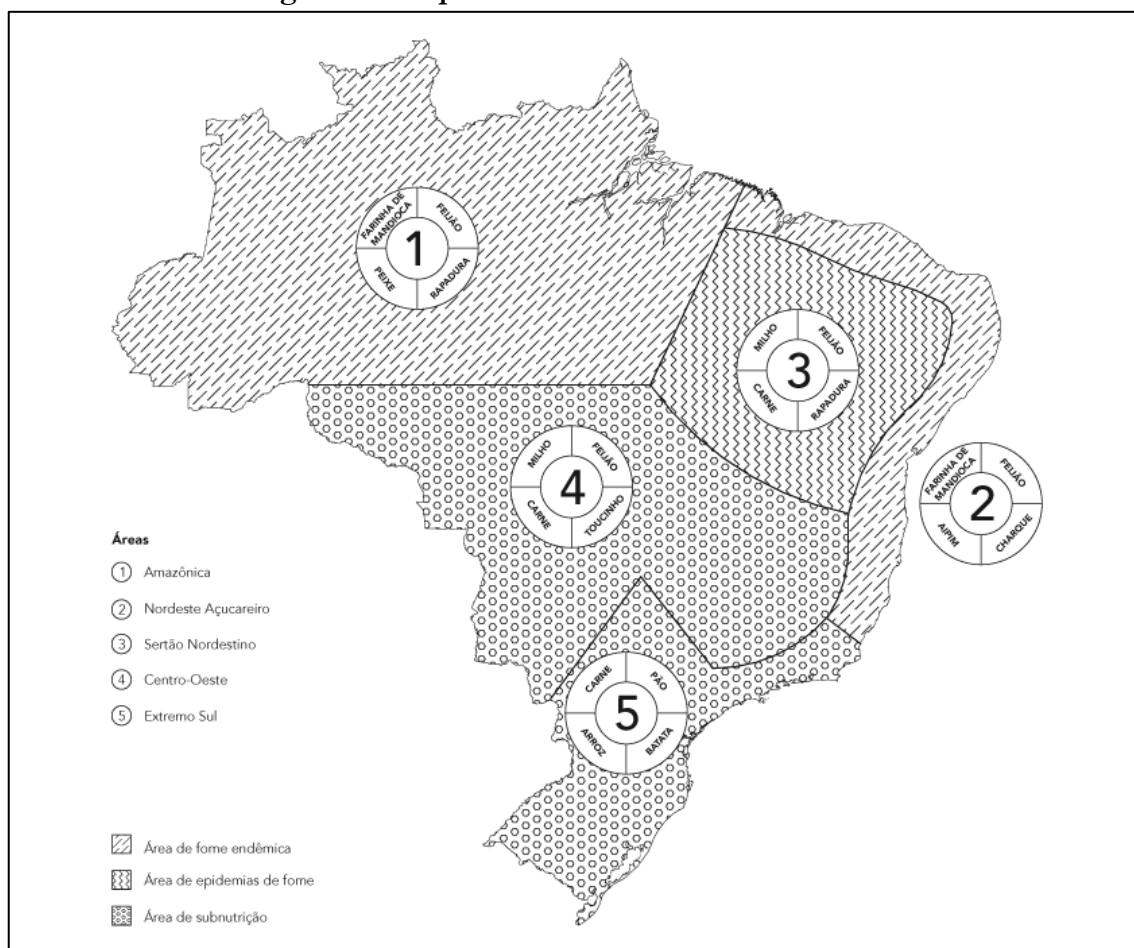 FARINHA DE
MANDIOCA
FEIJÃO
1
PEIXE
RAPADURA
MILHO
FEIJÃO
3
CARNE
RAPADURA
MILHO
FEIJÃO
4
CARNE
TOUCINHO
FARINHA DE
MANDIOCA
FEIJÃO
2
AIPIM
CHARQUE
CARNE
PÃO
5
ARROZ
BATATA
Áreas
1 Amazônica
2 Nordeste Açucareiro
3 Sertão Nordestino
4 Centro-Oeste
5 Extremo Sul
Área de fome endêmica
Área de epidemias de fome
Área de subnutrição